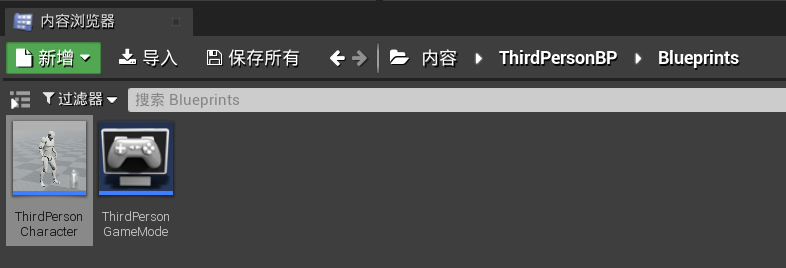 内容浏览器
新增 导入 保存所有 内容 ThirdPersonBP Blueprints
过滤器 搜索 Blueprints
ThirdPerson
Character
ThirdPerson
GameMode